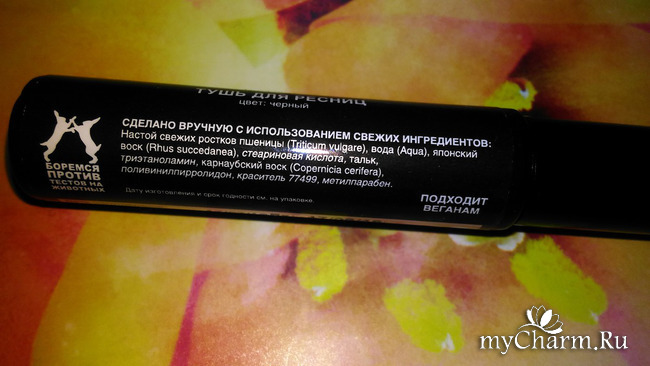 ТУШЬ ДЛЯ РЕСНИЦ
цвет: черный
СДЕЛАНО ВРУЧНУЮ С ИСПОЛЬЗОВАНИЕМ СВЕЖИХ ИНГРЕДИЕНТОВ:
Настой свежих ростков пшеницы (Triticum vulgare), вода (Aqua), японский
воск (Rhus succedanea), стеариновая кислота, тальк,
триэтаноламин, карнаубский воск (Copernicia cerifera),
поливинилпирролидон, краситель 77499, метилпарабен.
Дату изготовления и срок годности см. на упаковке
БОРЕМСЯ
ПРОТИВ
ТЕСТОВ НА
ЖИВОТНЫХ
ПОДХОДИТ
ВЕГАНАМ
myCharm.Ru